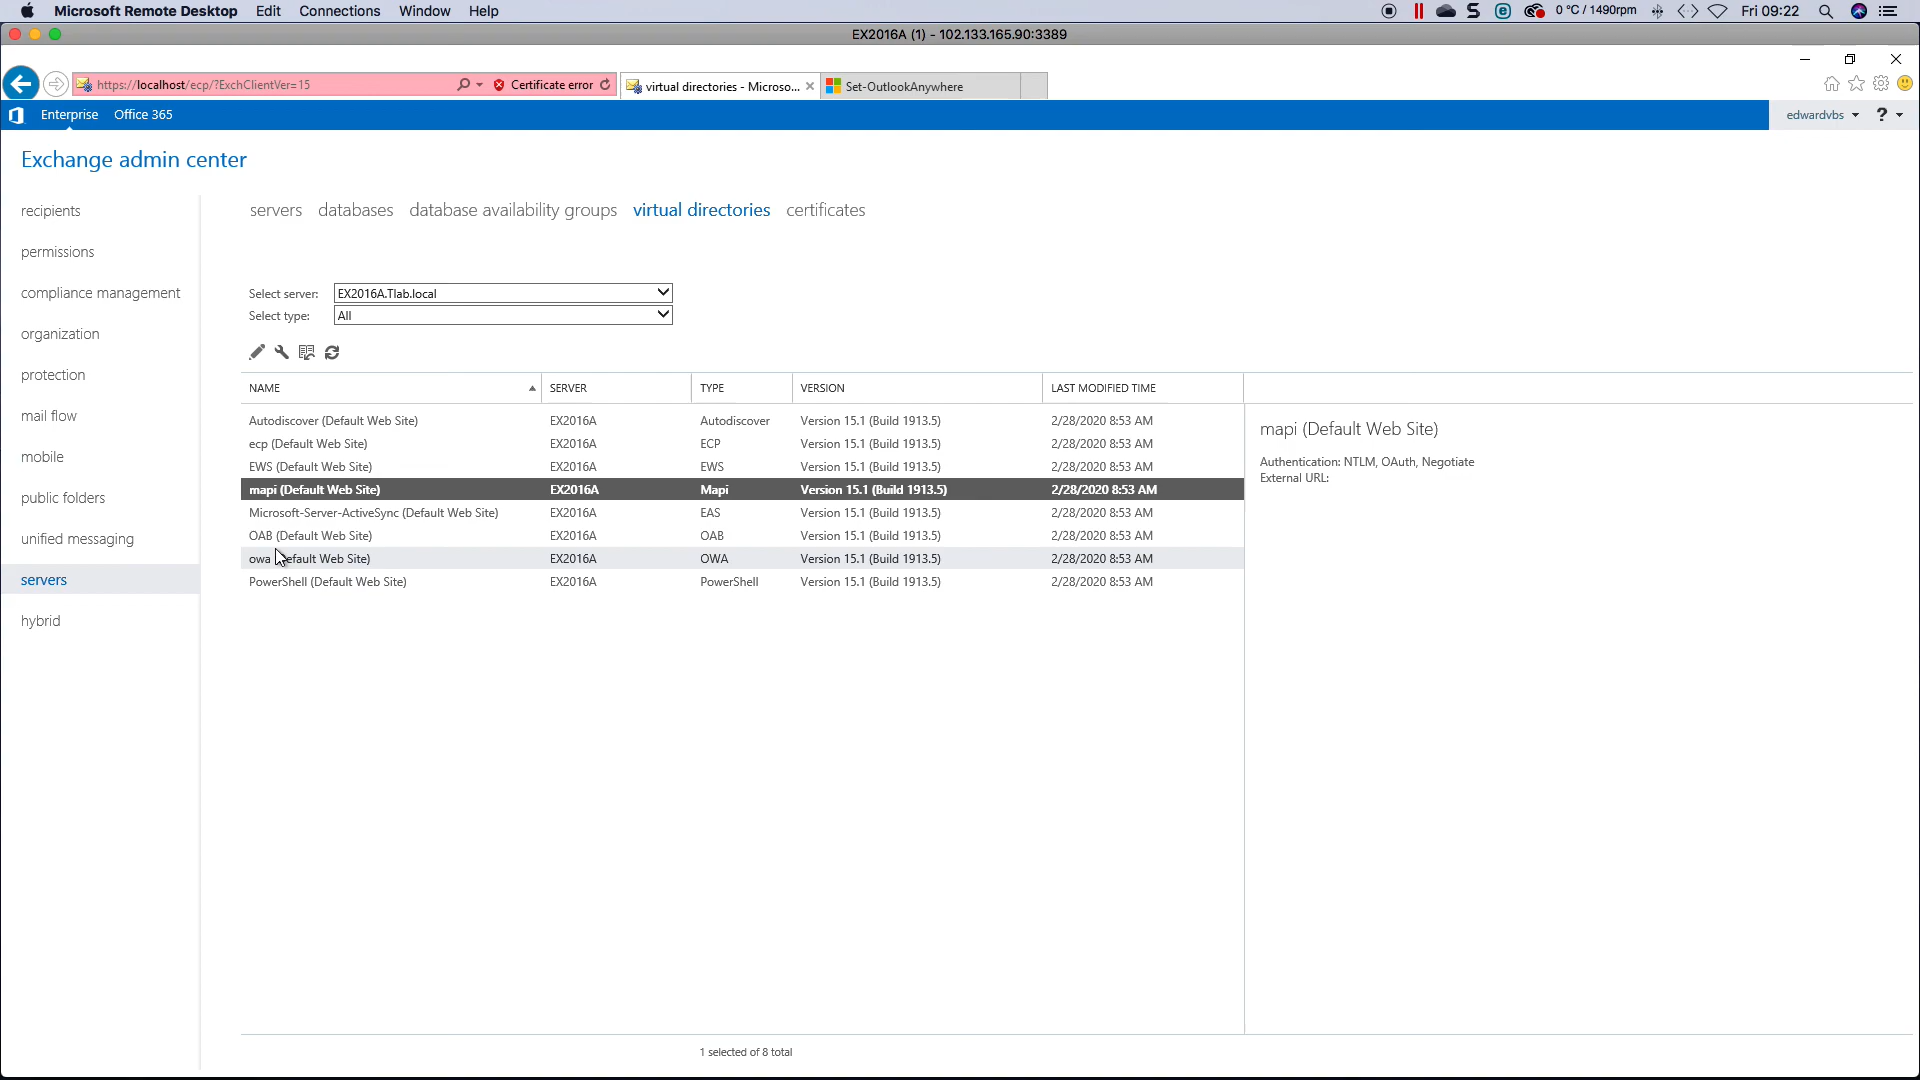 Microsoft Remote Desktop Edit Connections Window Help 0 °C / 1490rpm Fri 09:22
EX2016A (1) - 102.133.165.90:3389
https://localhost/ecp/?ExchClientVer=15 Certificate error virtual directories - Microso... Set-OutlookAnywhere
Enterprise Office 365 edwardvbs ?
Exchange admin center
recipients
permissions
compliance management
organization
protection
mail flow
mobile
public folders
unified messaging
servers
hybrid
servers databases database availability groups virtual directories certificates
Select server: EX2016A.Tlab.local
Select type: All
NAME SERVER TYPE VERSION LAST MODIFIED TIME
Autodiscover (Default Web Site) EX2016A Autodiscover Version 15.1 (Build 1913.5) 2/28/2020 8:53 AM
ecp (Default Web Site) EX2016A ECP Version 15.1 (Build 1913.5) 2/28/2020 8:53 AM
EWS (Default Web Site) EX2016A EWS Version 15.1 (Build 1913.5) 2/28/2020 8:53 AM
mapi (Default Web Site) EX2016A Mapi Version 15.1 (Build 1913.5) 2/28/2020 8:53 AM
Microsoft-Server-ActiveSync (Default Web Site) EX2016A EAS Version 15.1 (Build 1913.5) 2/28/2020 8:53 AM
OAB (Default Web Site) EX2016A OAB Version 15.1 (Build 1913.5) 2/28/2020 8:53 AM
owa (Default Web Site) EX2016A OWA Version 15.1 (Build 1913.5) 2/28/2020 8:53 AM
PowerShell (Default Web Site) EX2016A PowerShell Version 15.1 (Build 1913.5) 2/28/2020 8:53 AM
mapi (Default Web Site)
Authentication: NTLM, OAuth, Negotiate
External URL:
1 selected of 8 total